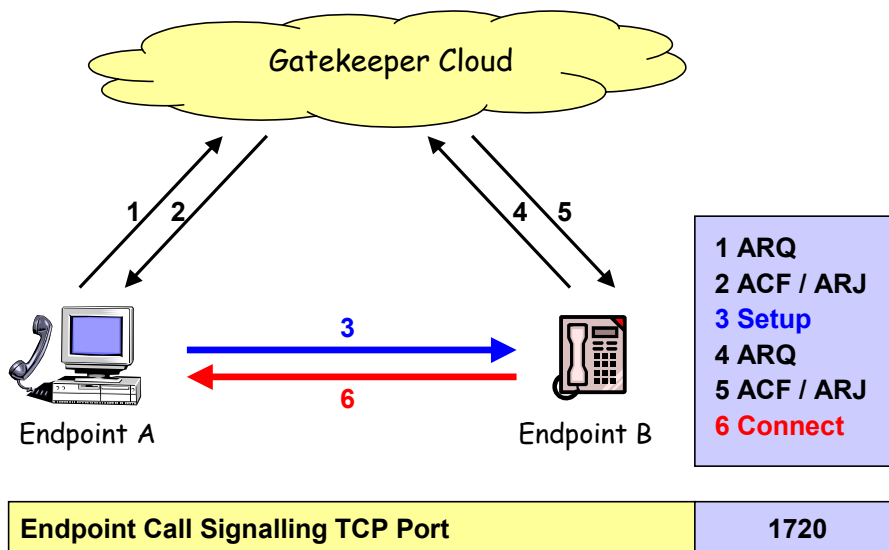 Gatekeeper Cloud
1
2
4
5
3
6
Endpoint A
Endpoint B
1 ARQ
2 ACF / ARJ
3 Setup
4 ARQ
5 ACF / ARJ
6 Connect
Endpoint Call Signalling TCP Port
1720